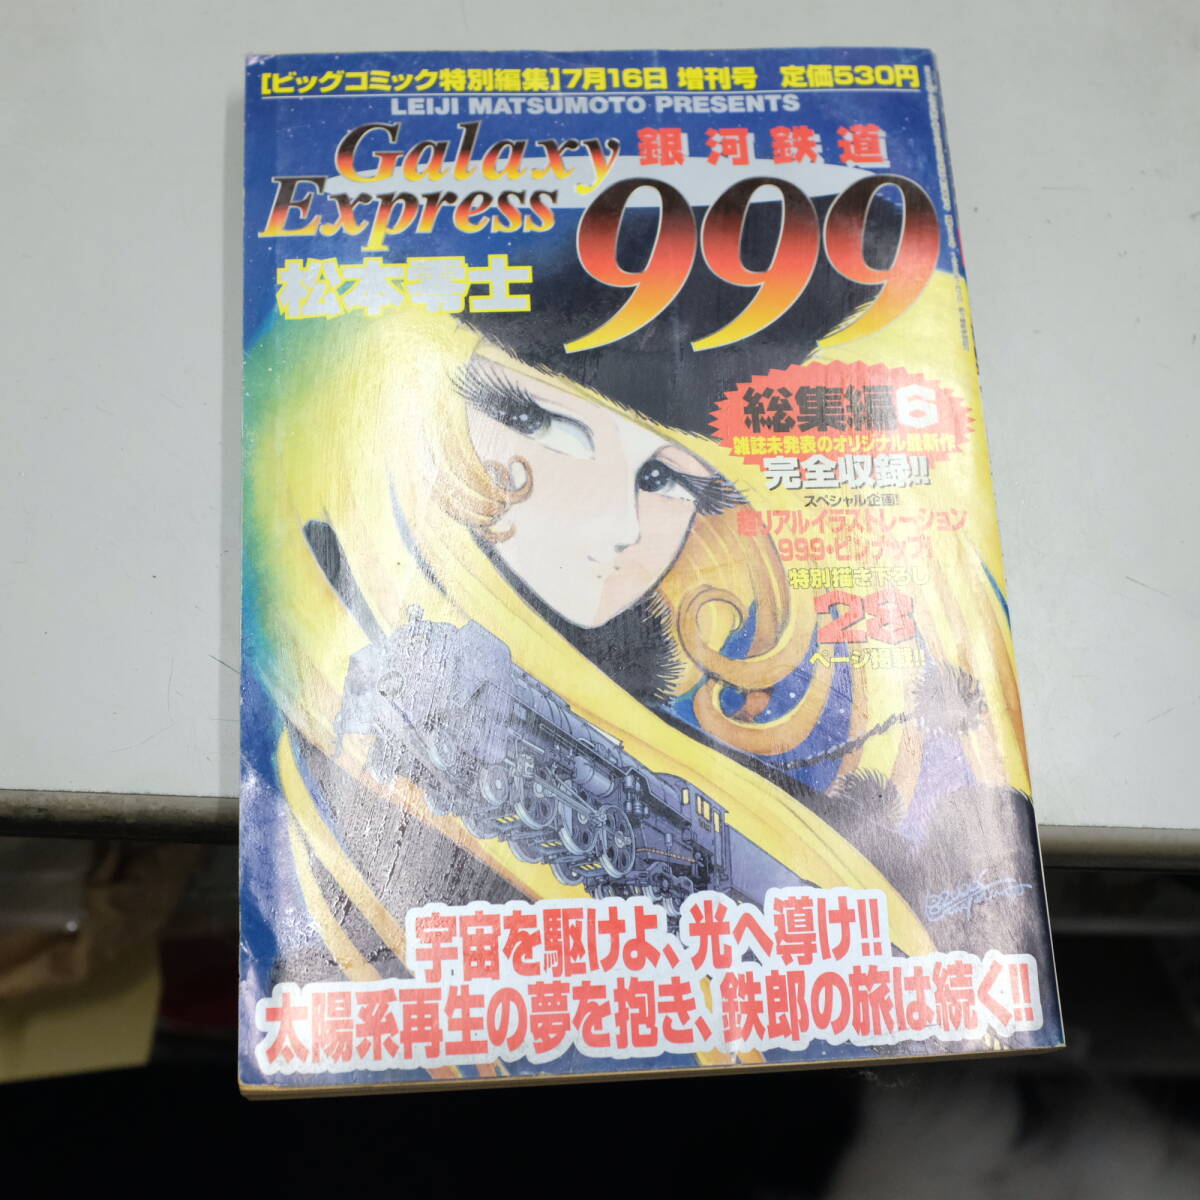 [ビッグコミック特別編集]7月16日 増刊号 定価530円
LEIJI MATSUMOTO PRESENTS
Galaxy
Express
銀河鉄道
999
松本零士
総集編6
雑誌未発表のオリジナル最新作
完全収録!!
スペシャル企画!
超リアルイラストレーション
999・ピンナップ!
特別描き下ろし
28
ページ掲載!!
宇宙を駆けよ、光へ導け!!
太陽系再生の夢を抱き、鉄郎の旅は続く!!